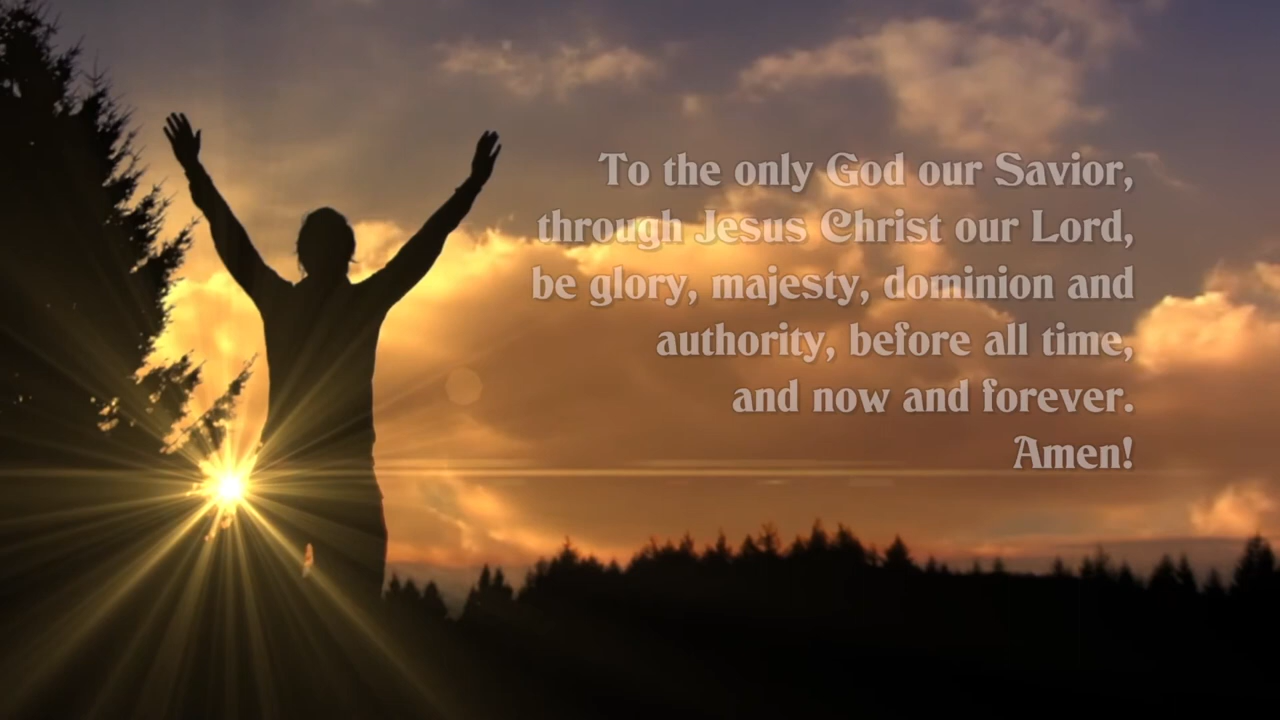 To the only God our Savior,
through Jesus Christ our Lord,
be glory, majesty, dominion and
authority, before all time,
and now and forever.
Amen!